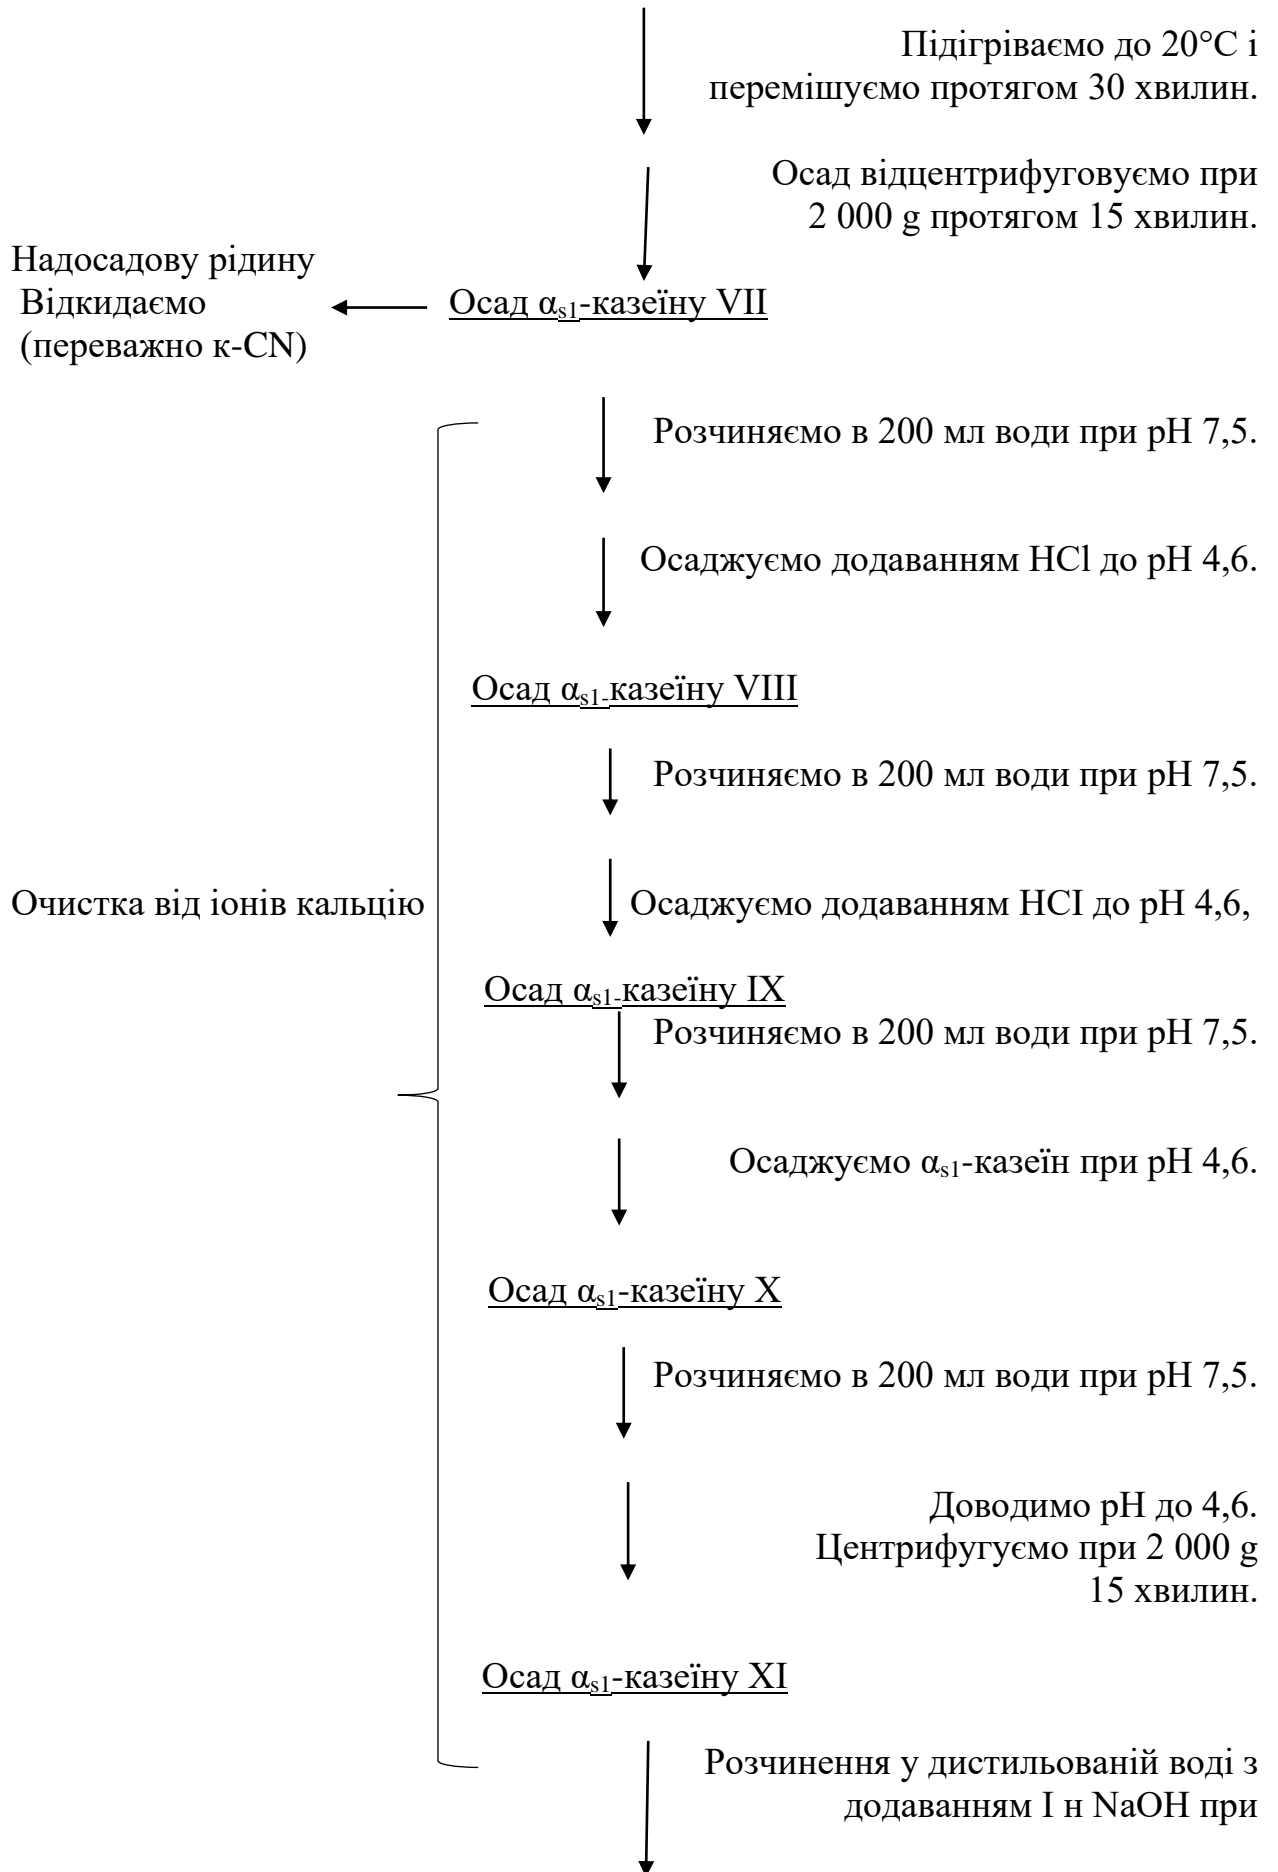 Підігріваємо до 20°С і
перемішуємо протягом 30 хвилин.
Осад відцентрифуговуємо при
2 000 g протягом 15 хвилин.
Надосадову рідину
Відкидаємо
(переважно к-CN)
Осад αs1-казеїну VII
Розчиняємо в 200 мл води при рН 7,5.
Осаджуємо додаванням HCl до рН 4,6.
Осад αs1-казеїну VIII
Розчиняємо в 200 мл води при рН 7,5.
Очистка від іонів кальцію
Осаджуємо додаванням HCI до рН 4,6,
Осад αs1-казеїну IX
Розчиняємо в 200 мл води при рН 7,5.
Осаджуємо αs1-казеїн при рН 4,6.
Осад αs1-казеїну X
Розчиняємо в 200 мл води при рН 7,5.
Доводимо рН до 4,6.
Центрифугуємо при 2 000 g
15 хвилин.
Осад αs1-казеїну XI
Розчинення у дистильованій воді з
додаванням I н NaOH при